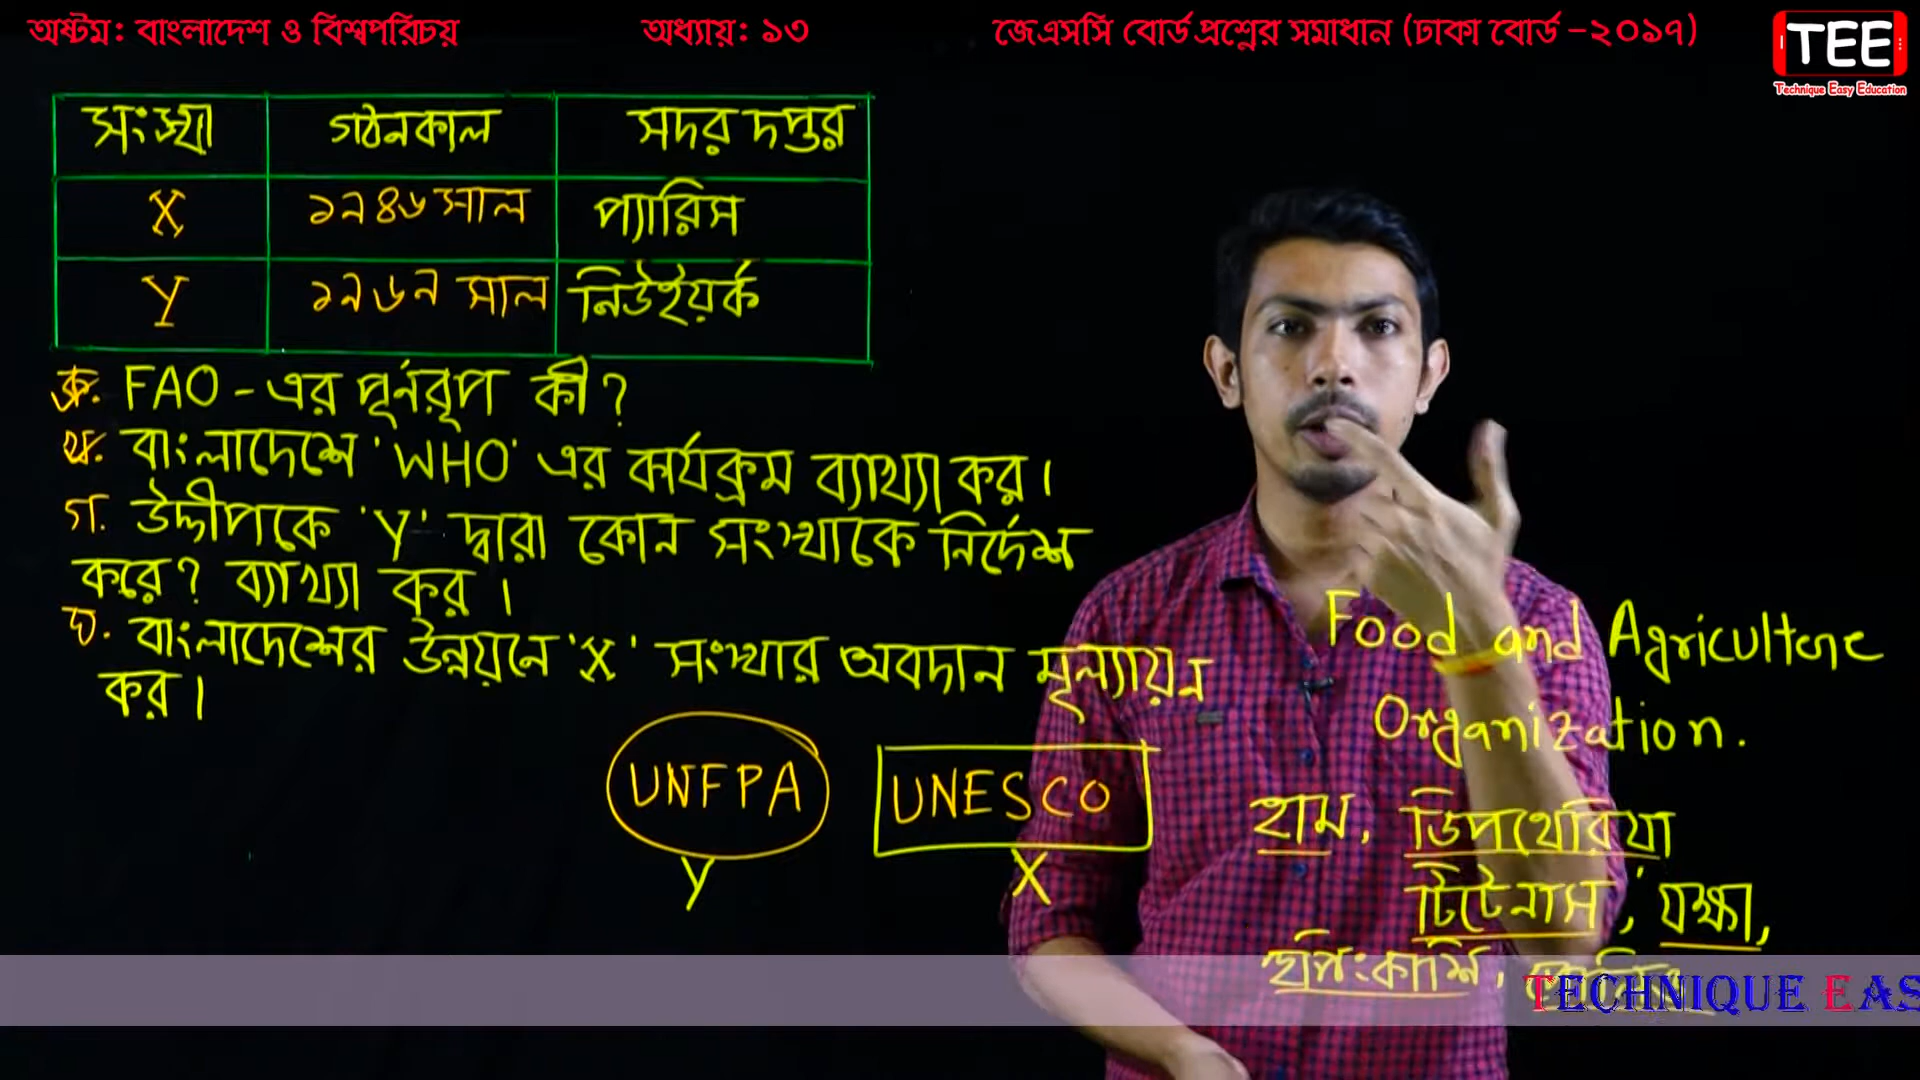 অষ্টম: বাংলাদেশ ও বিশ্বপরিচয় অধ্যায়: ১৩ জেএসসি বোর্ড প্রশ্নের সমাধান (ঢাকা বোর্ড -২০১৭)
TEE
Technique Easy Education
সংস্থা গঠনকাল সদর দপ্তর
X ১৯৪৬ সাল প্যারিস
Y ১৯৬৯ সাল নিউইয়র্ক
ক. FAO - এর পূর্নরূপ কী?
খ. বাংলাদেশে 'WHO' এর কার্যক্রম ব্যাখ্যা কর।
গ. উদ্দীপকে 'Y' দ্বারা কোন সংস্থাকে নির্দেশ
করে? ব্যাখ্যা কর।
ঘ. বাংলাদেশের উন্নয়নে 'X' সংস্থার অবদান মূল্যায়ন
কর।
Food and Agriculture
Organization.
UNFPA UNESCO
Y X
হাম, ডিপথেরিয়া
টিটেনাস, যক্ষা,
হুপিংকাশি,
TECHNIQUE EAS